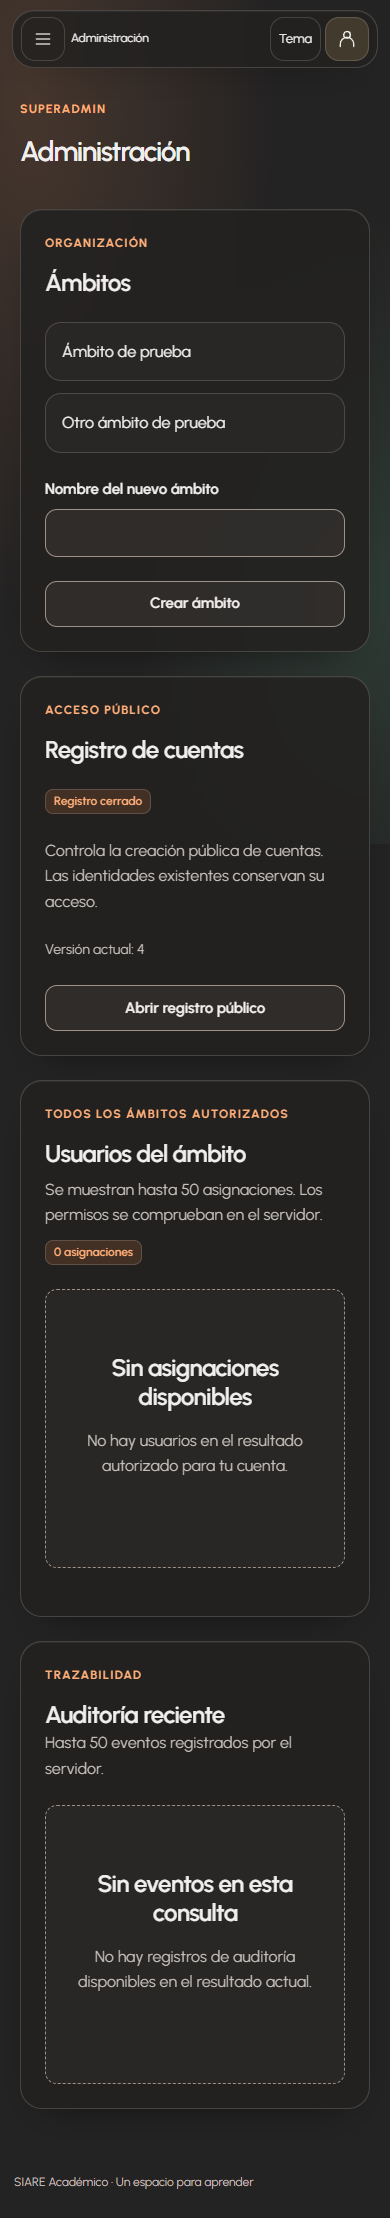 Administración
Tema
SUPERADMIN
Administración
ORGANIZACIÓN
Ámbitos
Ámbito de prueba
Otro ámbito de prueba
Nombre del nuevo ámbito
Crear ámbito
ACCESO PÚBLICO
Registro de cuentas
Registro cerrado
Controla la creación pública de cuentas.
Las identidades existentes conservan su
acceso.
Versión actual: 4
Abrir registro público
TODOS LOS ÁMBITOS AUTORIZADOS
Usuarios del ámbito
Se muestran hasta 50 asignaciones. Los
permisos se comprueban en el servidor.
0 asignaciones
Sin asignaciones
disponibles
No hay usuarios en el resultado
autorizado para tu cuenta.
TRAZABILIDAD
Auditoría reciente
Hasta 50 eventos registrados por el
servidor.
Sin eventos en esta
consulta
No hay registros de auditoría
disponibles en el resultado actual.
SIARE Académico · Un espacio para aprender